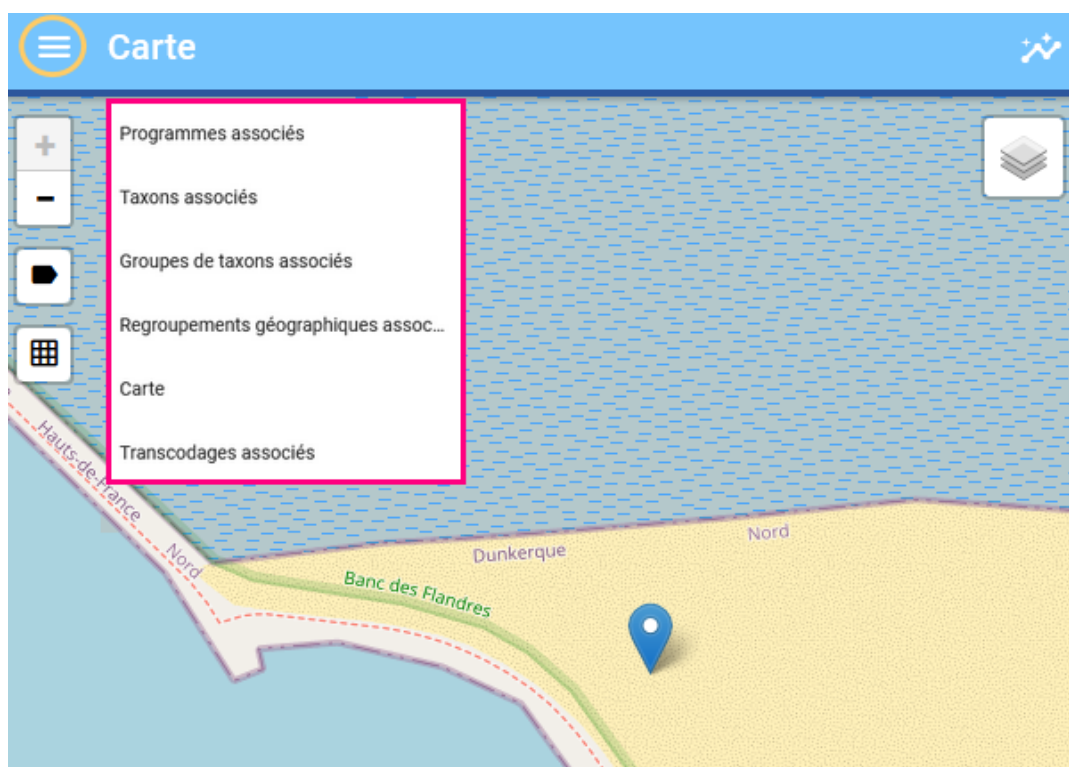 Carte
+
Programmes associés
−
Taxons associés
Groupes de taxons associés
Regroupements géographiques assoc...
Carte
Transcodages associés
Hauts-de-France
Nord
Dunkerque
Nord
Banc des Flandres